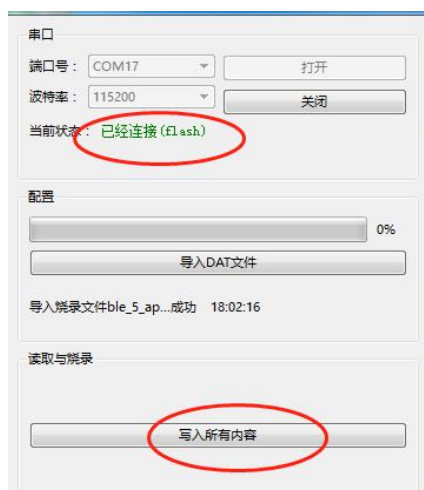 串口
端口号： COM17 打开
波特率： 115200 关闭
当前状态： 已经连接(flash)
配置
0%
导入DAT文件
导入烧录文件ble_5_ap...成功 18:02:16
读取与烧录
写入所有内容